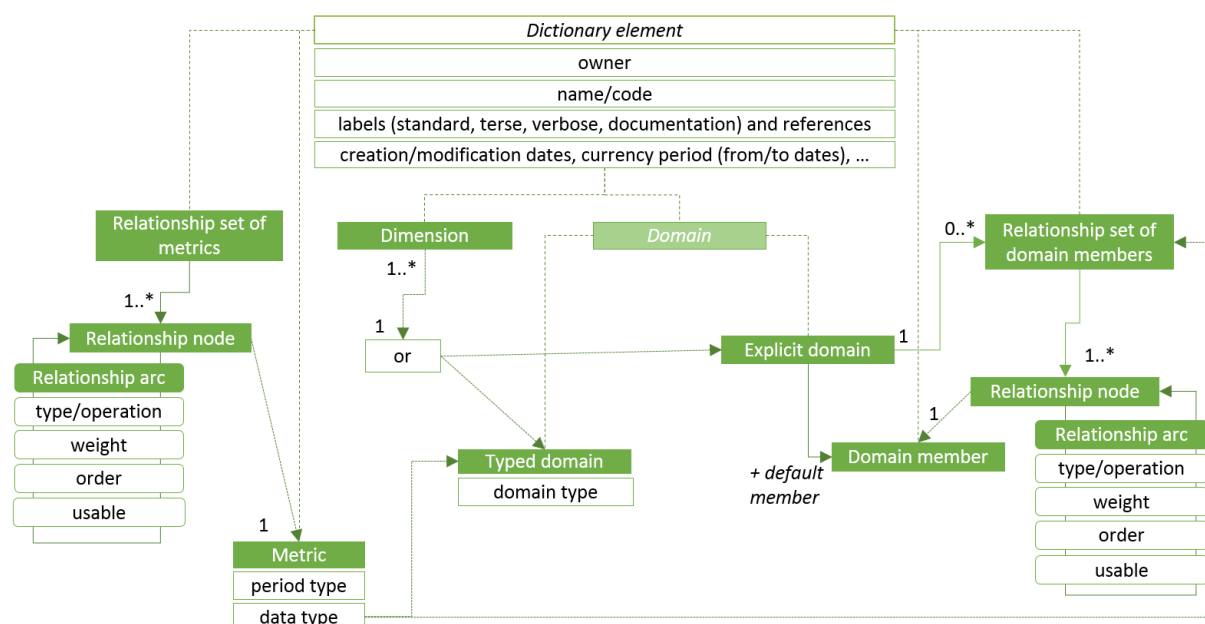 Dictionary element
owner
name/code
labels (standard, terse, verbose, documentation) and references
creation/modification dates, currency period (from/to dates), ...
Relationship set of
metrics
Dimension
Domain
0..*
Relationship set of
domain members
1..*
1..*
1
Relationship node
or
Explicit domain
1
1..*
Relationship arc
type/operation
weight
order
usable
Relationship node
1
Relationship arc
type/operation
weight
order
usable
Typed domain
domain type
+ default
member
Domain member
1
Metric
period type
data type